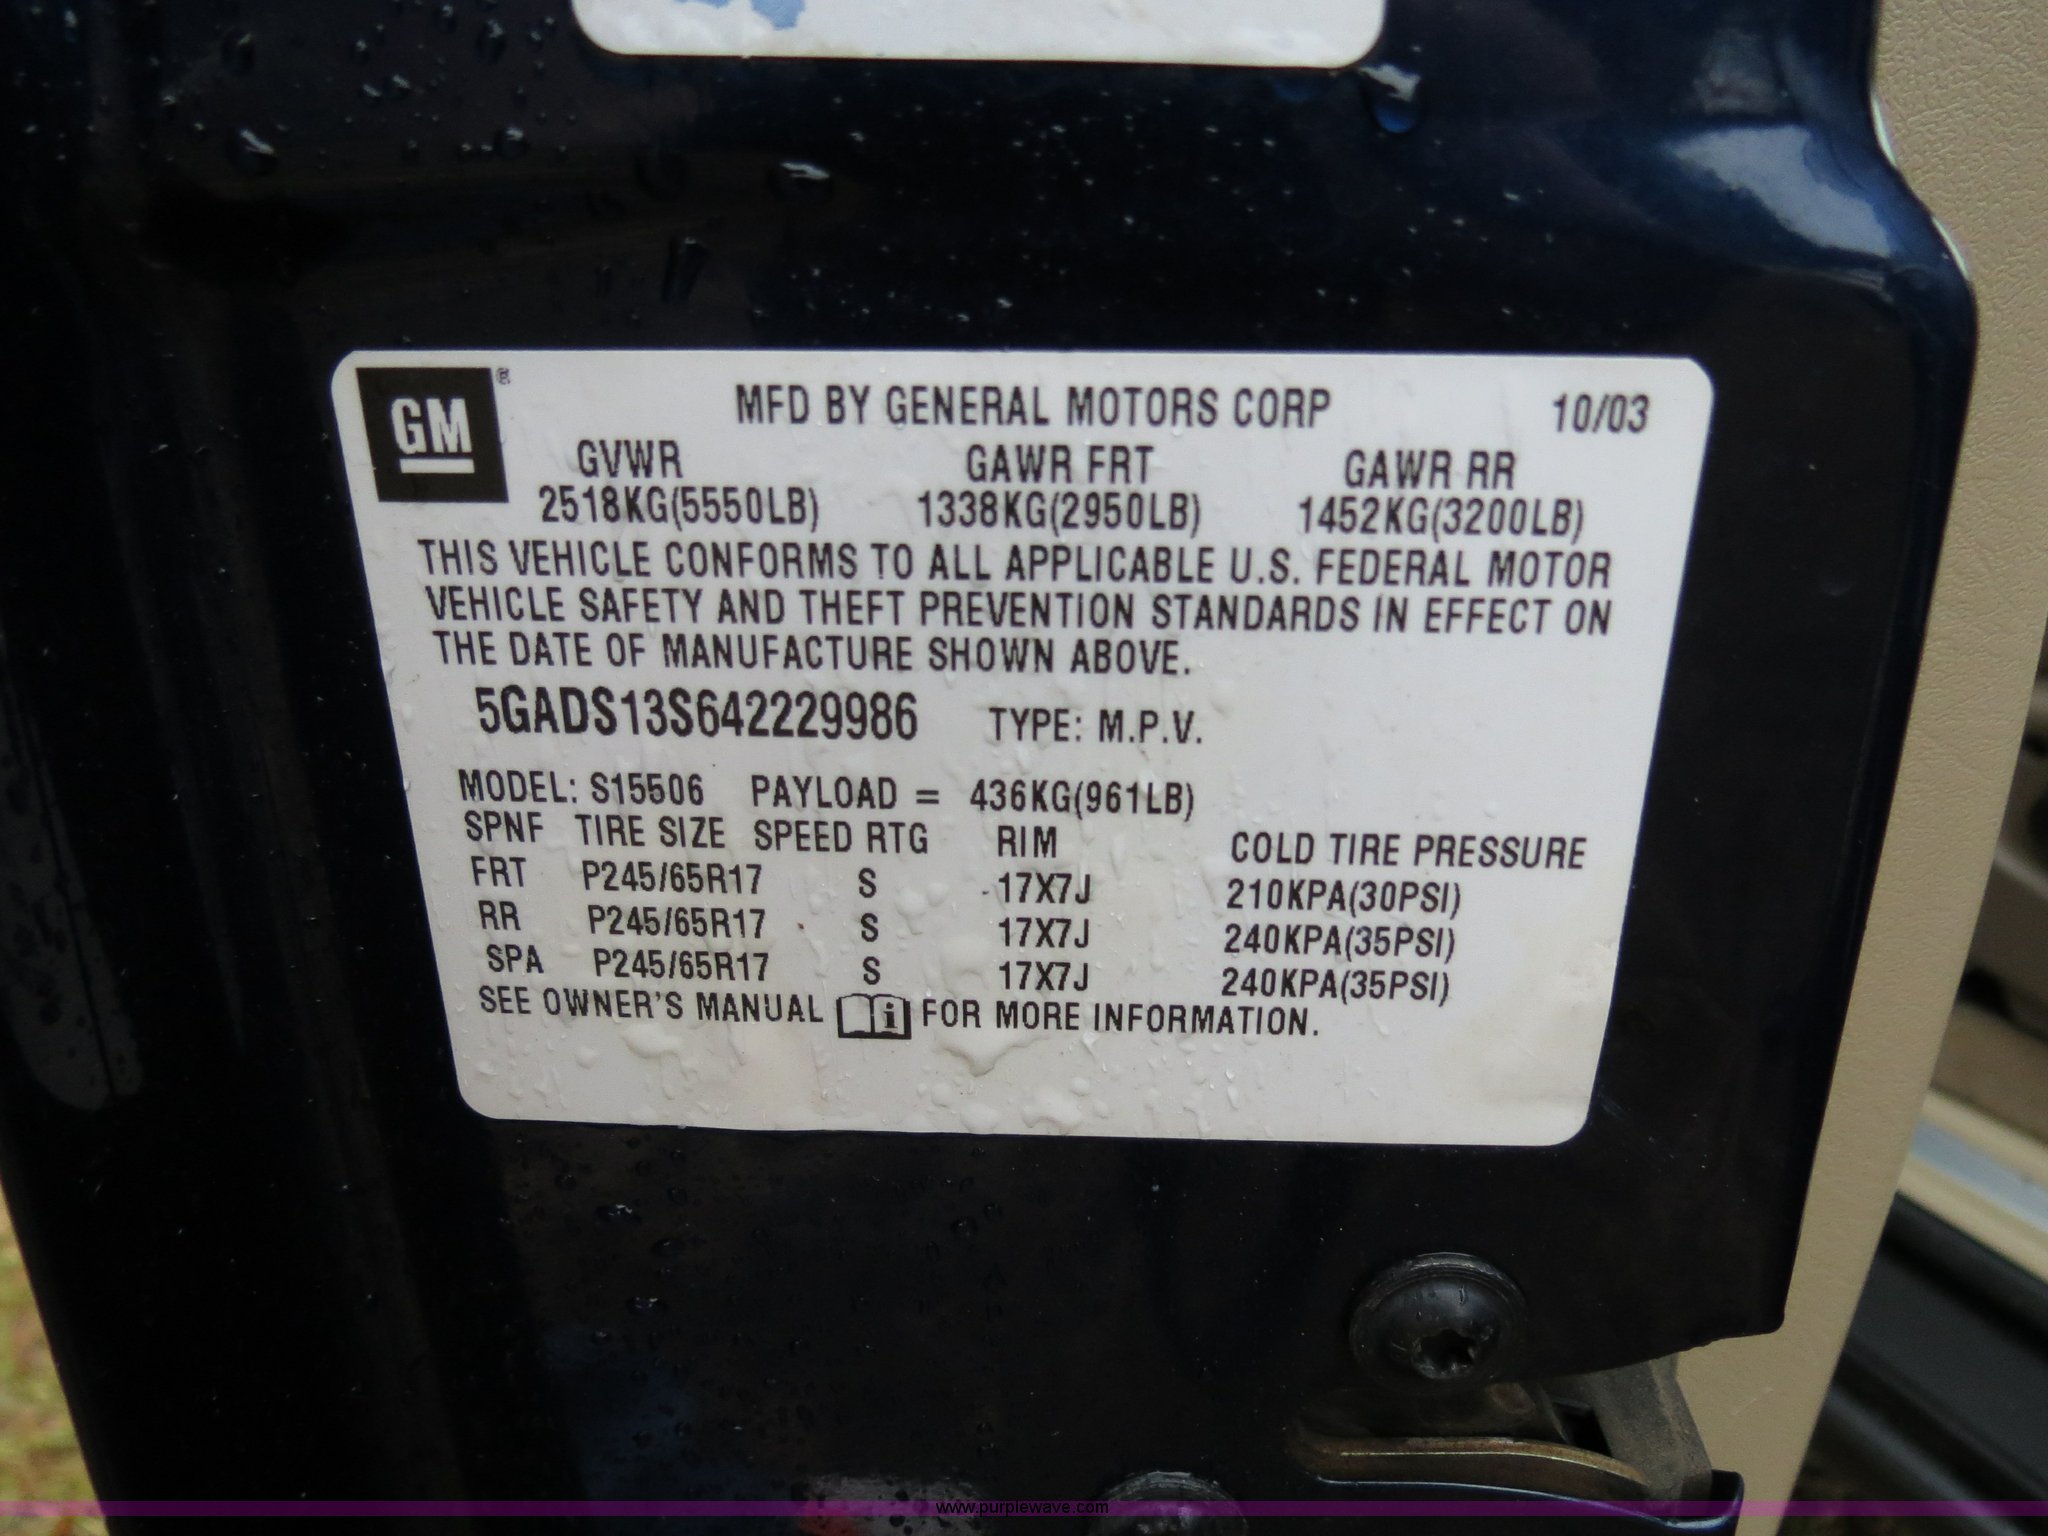 GM ®
MFD BY GENERAL MOTORS CORP 10/03
GVWR GAWR FRT GAWR RR
2518KG(5550LB) 1338KG(2950LB) 1452KG(3200LB)
THIS VEHICLE CONFORMS TO ALL APPLICABLE U.S. FEDERAL MOTOR
VEHICLE SAFETY AND THEFT PREVENTION STANDARDS IN EFFECT ON
THE DATE OF MANUFACTURE SHOWN ABOVE.
5GADS13S642229986 TYPE: M.P.V.
MODEL: S15506 PAYLOAD = 436KG(961LB)
SPNF TIRE SIZE SPEED RTG RIM COLD TIRE PRESSURE
FRT P245/65R17 S 17X7J 210KPA(30PSI)
RR P245/65R17 S 17X7J 240KPA(35PSI)
SPA P245/65R17 S 17X7J 240KPA(35PSI)
SEE OWNER'S MANUAL i FOR MORE INFORMATION.
www.purplewave.com